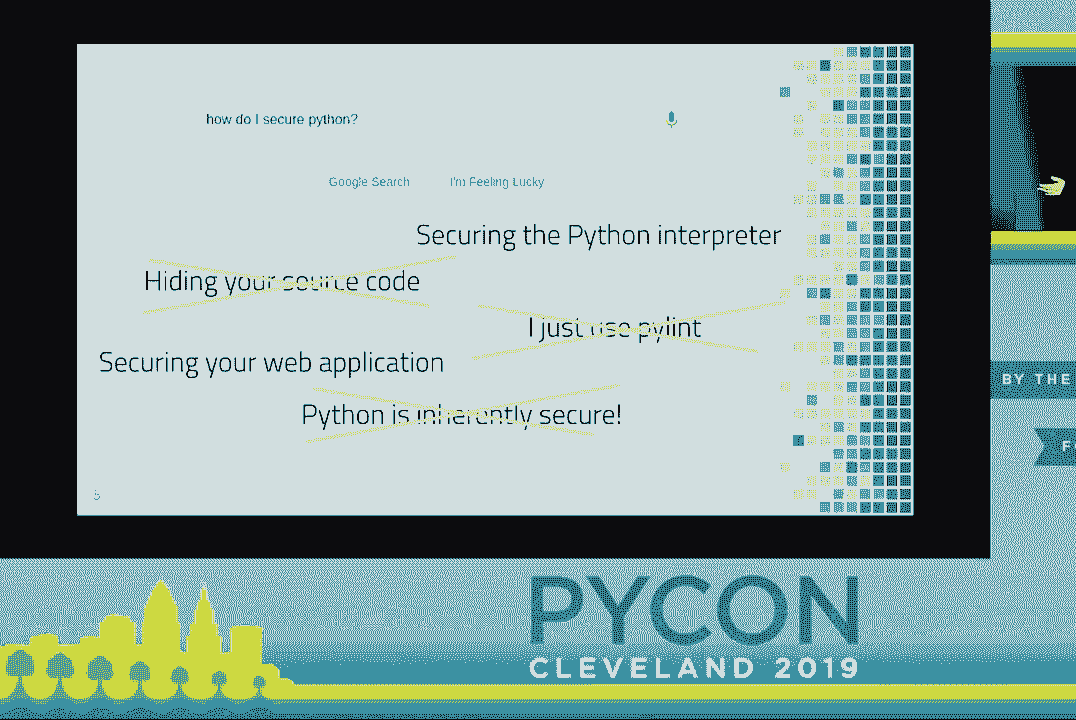 how do I secure python?
Google Search
I'm Feeling Lucky
Securing the Python interpreter
Hiding your source code
I just use pylint
Securing your web application
Python is inherently secure!
5
BY THE
PYCON
CLEVELAND 2019